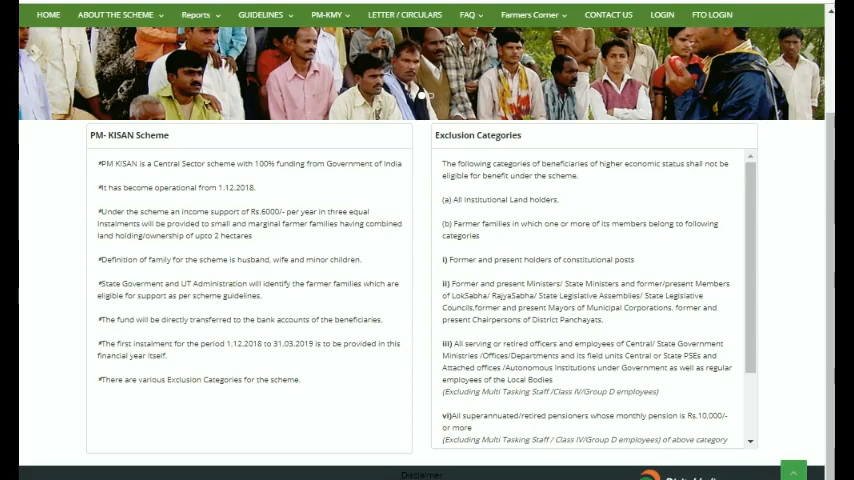 HOME ABOUT THE SCHEME Reports GUIDELINES PM-KMY LETTER / CIRCULARS FAQ Farmers Corner CONTACT US LOGIN FTO LOGIN
PM- KISAN Scheme
*PM KISAN is a Central Sector scheme with 100% funding from Government of India
*It has become operational from 1.12.2018.
*Under the scheme an income support of Rs.6000/- per year in three equal
instalments will be provided to small and marginal farmer families having combined
land holding/ownership of upto 2 hectares
*Definition of family for the scheme is husband, wife and minor children.
*State Goverment and UT Administration will identify the farmer families which are
eligible for support as per scheme guidelines.
*The fund will be directly transferred to the bank accounts of the beneficiaries.
*The first instalment for the period 1.12.2018 to 31.03.2019 is to be provided in this
financial year itself.
*There are various Exclusion Categories for the scheme.
Exclusion Categories
The following categories of beneficiaries of higher economic status shall not be
eligible for benefit under the scheme.
(a) All Institutional Land holders.
(b) Farmer families in which one or more of its members belong to following
categories
i) Former and present holders of constitutional posts
ii) Former and present Ministers/ State Ministers and former/present Members
of LokSabha/ RajyaSabha/ State Legislative Assemblies/ State Legislative
Councils,former and present Mayors of Municipal Corporations, former and
present Chairpersons of District Panchayats.
iii) All serving or retired officers and employees of Central/ State Government
Ministries /Offices/Departments and its field units Central or State PSEs and
Attached offices /Autonomous Institutions under Government as well as regular
employees of the Local Bodies
(Excluding Multi Tasking Staff /Class IV/Group D employees)
vi)All superannuated/retired pensioners whose monthly pension is Rs.10,000/-
or more
(Excluding Multi Tasking Staff / Class IV/Group D employees) of above category
Disclaimer